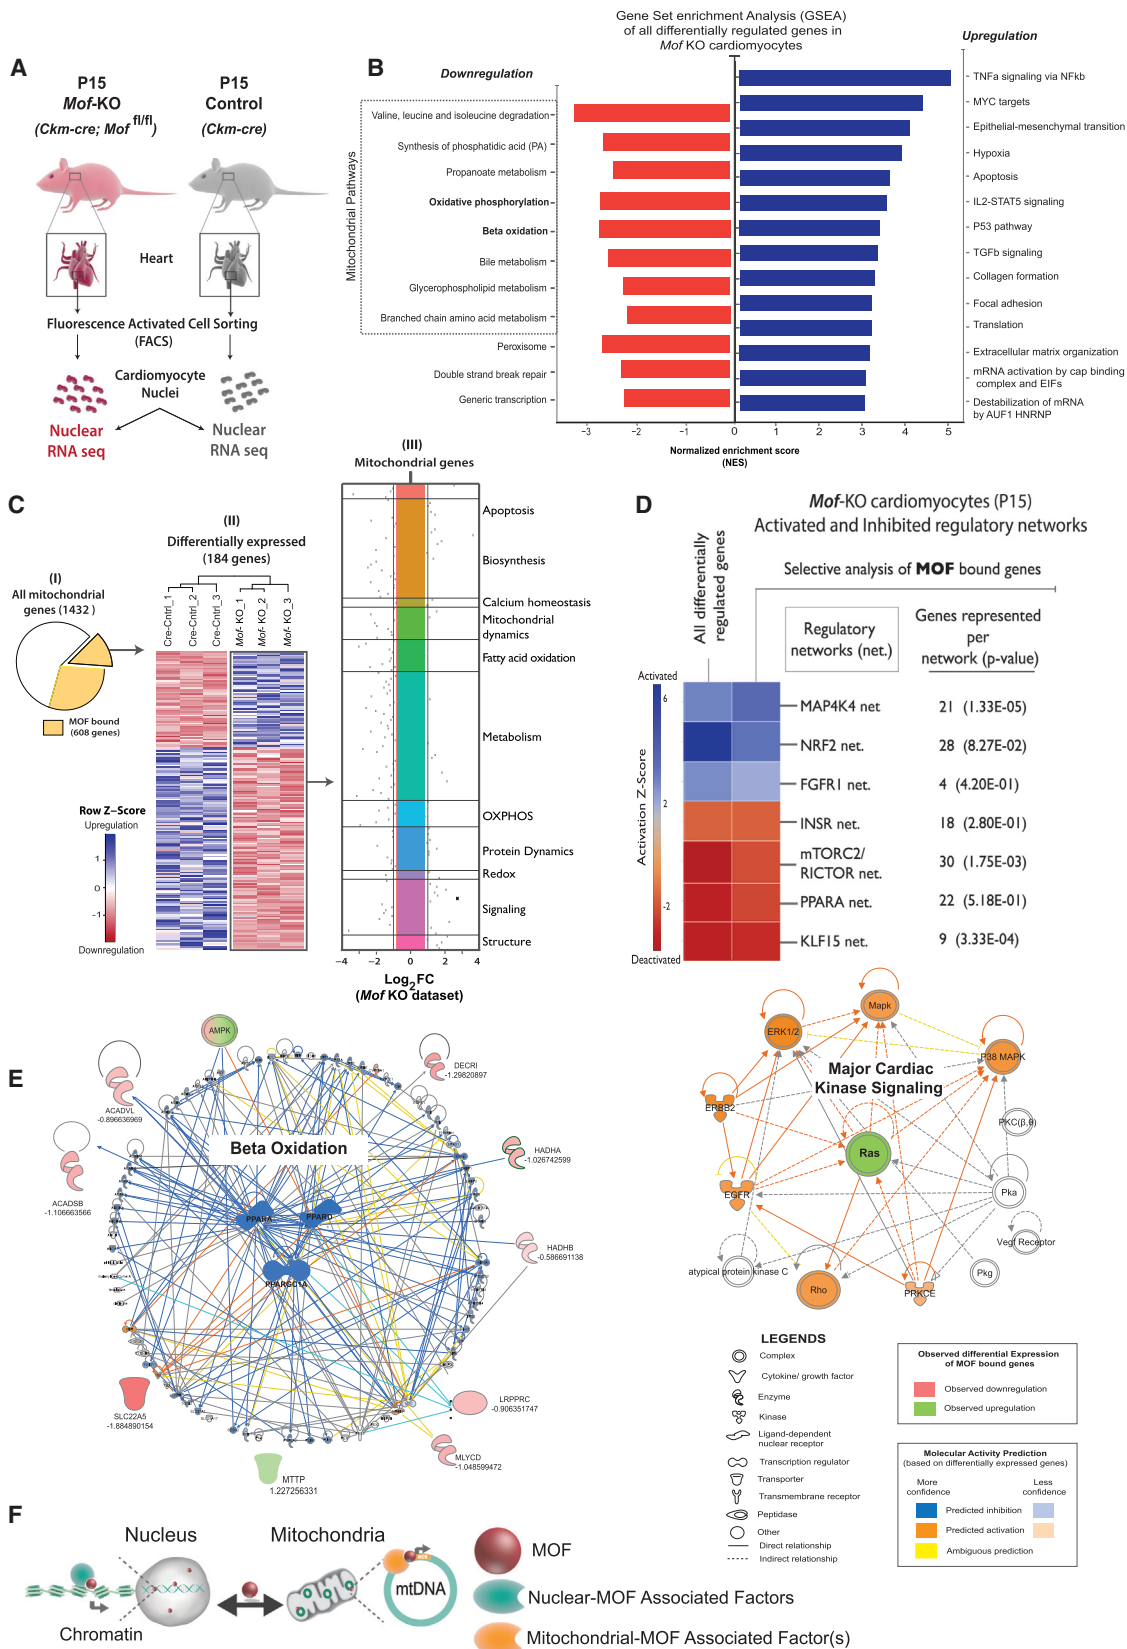 A
P15
Mof-KO
(Ckm-cre; Mof fl/fl)
P15
Control
(Ckm-cre)
Heart
Fluorescence Activated Cell Sorting
(FACS)
Cardiomyocyte
Nuclei
Nuclear
RNA seq
Nuclear
RNA seq
B
Gene Set enrichment Analysis (GSEA)
of all differentially regulated genes in
Mof KO cardiomyocytes
Downregulation
Upregulation
Mitochondrial Pathways
Valine, leucine and isoleucine degradation
Synthesis of phosphatidic acid (PA)
Propanoate metabolism
Oxidative phosphorylation
Beta oxidation
Bile metabolism
Glycerophospholipid metabolism
Branched chain amino acid metabolism
Peroxisome
Double strand break repair
Generic transcription
TNFa signaling via NFkb
MYC targets
Epithelial-mesenchymal transition
Hypoxia
Apoptosis
IL2-STAT5 signaling
P53 pathway
TGFb signaling
Collagen formation
Focal adhesion
Translation
Extracellular matrix organization
mRNA activation by cap binding
complex and EIFs
Destabilization of mRNA
by AUF1 HNRNP
−3 −2 −1 0 1 2 3 4 5
Normalized enrichment score
(NES)
C
(I)
All mitochondrial
genes (1432 )
MOF bound
(608 genes)
(II)
Differentially expressed
(184 genes)
Cre-Cntrl_1
Cre-Cntrl_2
Cre-Cntrl_3
Mof- KO_1
Mof- KO_2
Mof- KO_3
Row Z−Score
Upregulation
1
0
-1
Downregulation
(III)
Mitochondrial genes
Apoptosis
Biosynthesis
Calcium homeostasis
Mitochondrial
dynamics
Fatty acid oxidation
Metabolism
OXPHOS
Protein Dynamics
Redox
Signaling
Structure
−4 −2 0 2 4
Log2FC
(Mof KO dataset)
D
Mof-KO cardiomyocytes (P15)
Activated and Inhibited regulatory networks
All differentially
regulated genes
Selective analysis of MOF bound genes
Regulatory
networks (net.)
Genes represented
per
network (p-value)
Activated
6
2
-2
Deactivated
Activation Z-Score
MAP4K4 net 21 (1.33E-05)
NRF2 net. 28 (8.27E-02)
FGFR1 net. 4 (4.20E-01)
INSR net. 18 (2.80E-01)
mTORC2/
RICTOR net. 30 (1.75E-03)
PPARA net. 22 (5.18E-01)
KLF15 net. 9 (3.33E-04)
E
Beta Oxidation
AMPK
ACADVL
-0.896636969
ACADSB
-1.106663566
DECRI
-1.29820897
HADHA
-1.026742599
HADHB
-0.586691138
PPARA
PPARD
PPARGC1A
SLC22A5
-1.884890154
MTTP
1.227256331
LRPPRC
-0.906351747
MLYCD
-1.048599472
Major Cardiac
Kinase Signaling
Mapk
ERK1/2
P38 MAPK
ERBB2
PKC(β,θ)
Ras
EGFR
Pka
Vegf Receptor
atypical protein kinase C
Pkg
Rho
PRKCE
LEGENDS
Complex
Cytokine/ growth factor
Enzyme
Kinase
Ligand-dependent
nuclear receptor
Transcription regulator
Transporter
Transmembrane receptor
Peptidase
Other
Direct relationship
Indirect relationship
Observed differential Expression
of MOF bound genes
Observed downregulation
Observed upregulation
Molecular Activity Prediction
(based on differentially expressed genes)
More
confidence
Less
confidence
Predicted inhibition
Predicted activation
Ambiguous prediction
F
Nucleus
Mitochondria
Chromatin
mtDNA
MOF
Nuclear-MOF Associated Factors
Mitochondrial-MOF Associated Factor(s)